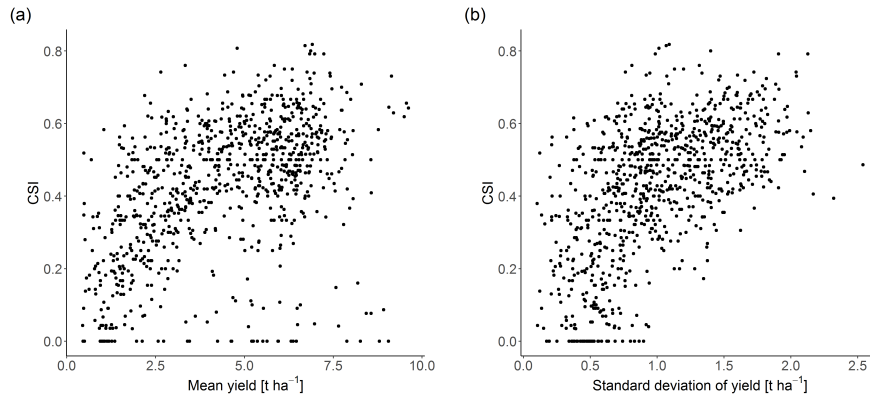 (a)
CSI
0.8
0.6
0.4
0.2
0.0
0.0 2.5 5.0 7.5 10.0
Mean yield [t ha⁻¹]
(b)
CSI
0.8
0.6
0.4
0.2
0.0
0.0 0.5 1.0 1.5 2.0 2.5
Standard deviation of yield [t ha⁻¹]